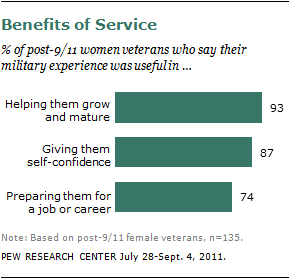 Benefits of Service
% of post-9/11 women veterans who say their
military experience was useful in ...
Helping them grow
and mature
93
Giving them
self-confidence
87
Preparing them for
a job or career
74
Note: Based on post-9/11 female veterans, n=135.
PEW RESEARCH CENTER July 28-Sept. 4, 2011.